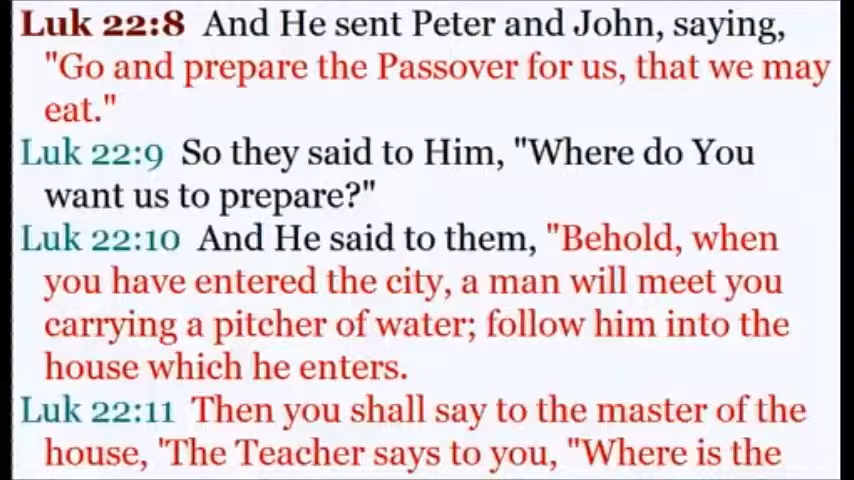 Luk 22:8 And He sent Peter and John, saying,
"Go and prepare the Passover for us, that we may
eat."
Luk 22:9 So they said to Him, "Where do You
want us to prepare?"
Luk 22:10 And He said to them, "Behold, when
you have entered the city, a man will meet you
carrying a pitcher of water; follow him into the
house which he enters.
Luk 22:11 Then you shall say to the master of the
house, 'The Teacher says to you, "Where is the